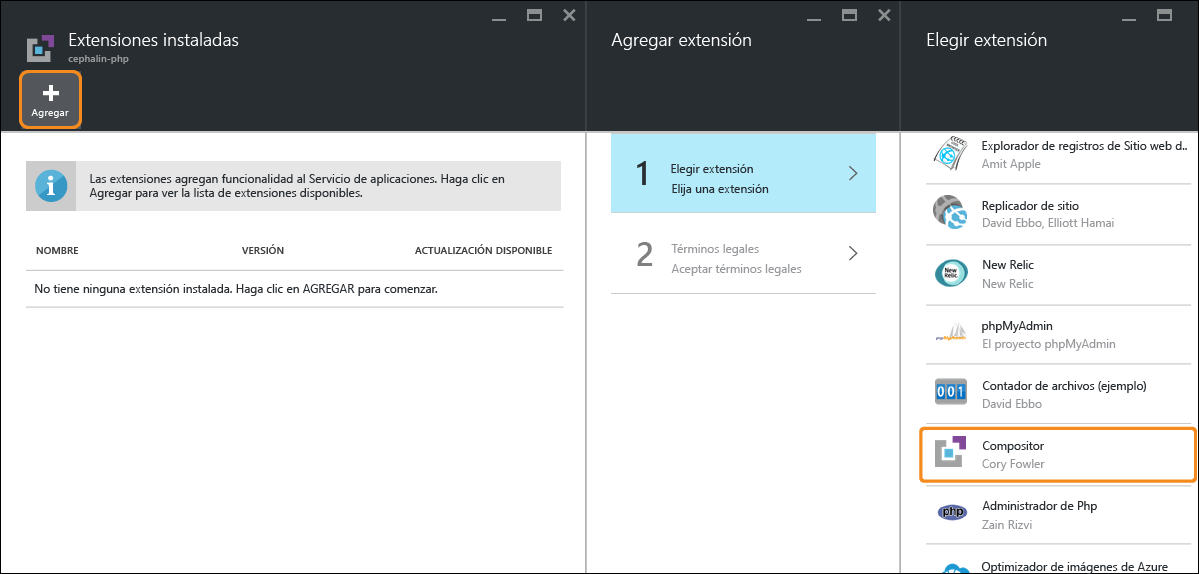 Extensiones instaladas
cephalin-php
Agregar
Las extensiones agregan funcionalidad al Servicio de aplicaciones. Haga clic en
Agregar para ver la lista de extensiones disponibles.
NOMBRE VERSIÓN ACTUALIZACIÓN DISPONIBLE
No tiene ninguna extensión instalada. Haga clic en AGREGAR para comenzar.
Agregar extensión
1
Elegir extensión
Elija una extensión
2
Términos legales
Aceptar términos legales
Elegir extensión
Explorador de registros de Sitio web d..
Amit Apple
Replicador de sitio
David Ebbo, Elliott Hamai
New Relic
New Relic
New Relic
phpMyAdmin
phpMyAdmin
El proyecto phpMyAdmin
001
Contador de archivos (ejemplo)
David Ebbo
Compositor
Cory Fowler
php
Administrador de Php
Zain Rizvi
Optimizador de imágenes de Azure